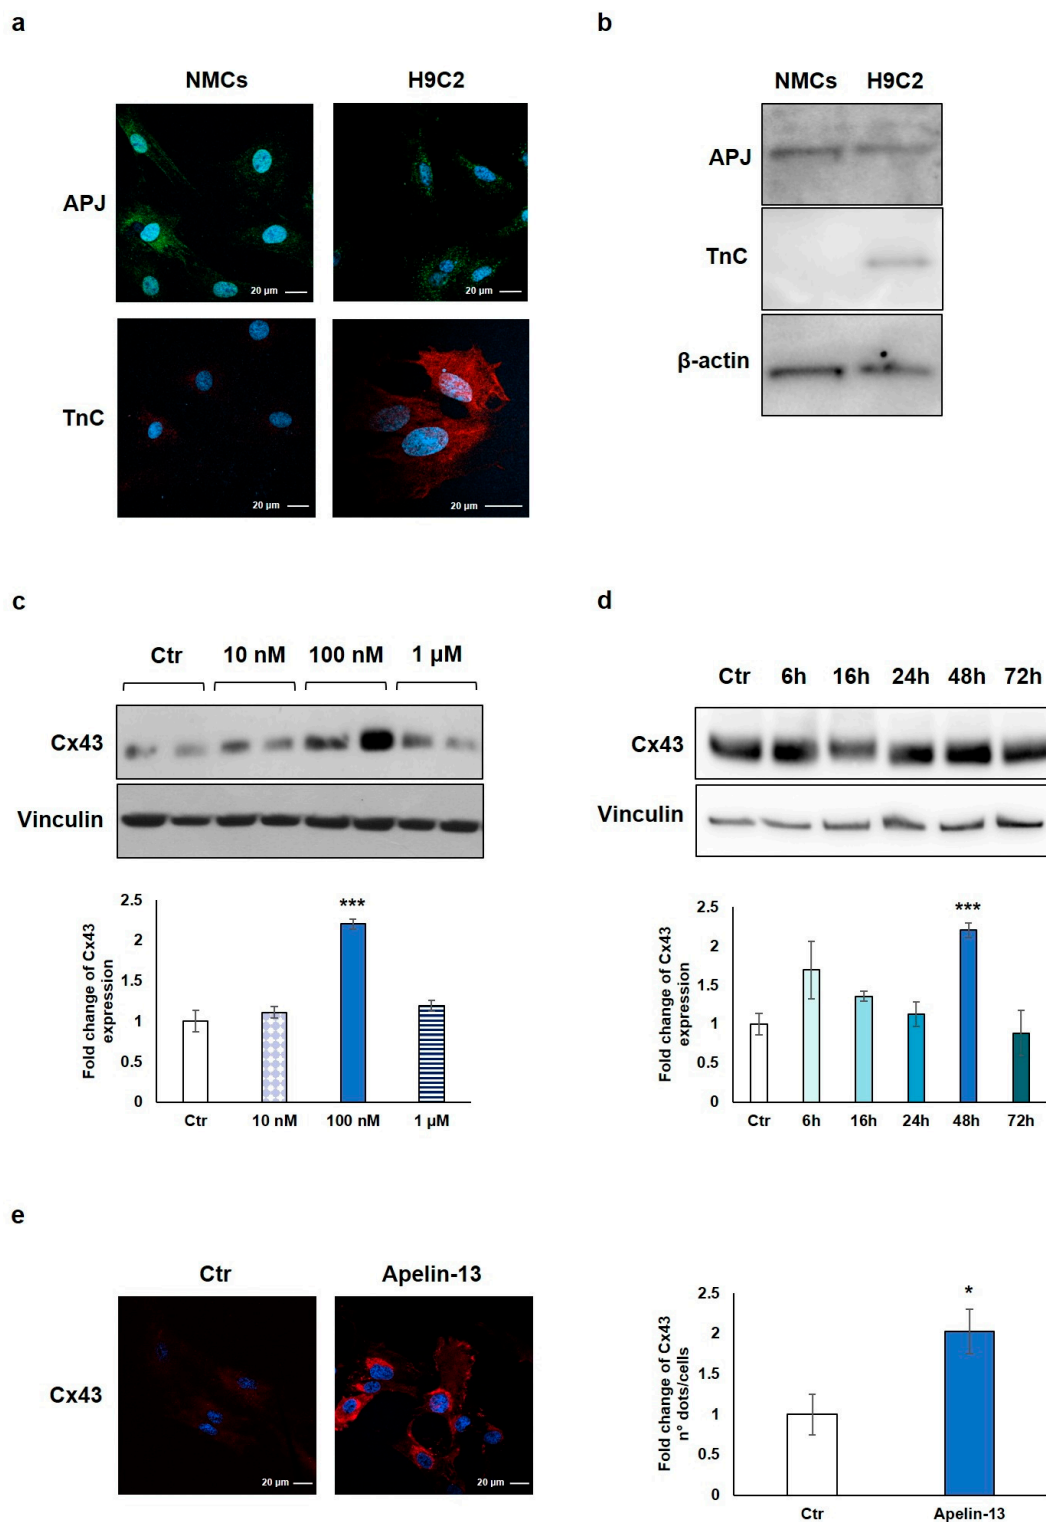 a
NMCs
H9C2
APJ
20 µm
20 µm
TnC
20 µm
20 µm
b
NMCs H9C2
APJ
TnC
β-actin
c
Ctr 10 nM 100 nM 1 µM
Cx43
Vinculin
Fold change of Cx43
expression
2.5
2
1.5
1
0.5
0
***
Ctr 10 nM 100 nM 1 µM
d
Ctr 6h 16h 24h 48h 72h
Cx43
Vinculin
Fold change of Cx43
expression
2.5
2
1.5
1
0.5
0
***
Ctr 6h 16h 24h 48h 72h
e
Ctr
Apelin-13
Cx43
20 µm
20 µm
Fold change of Cx43
n° dots/cells
2.5
2
1.5
1
0.5
0
*
Ctr Apelin-13